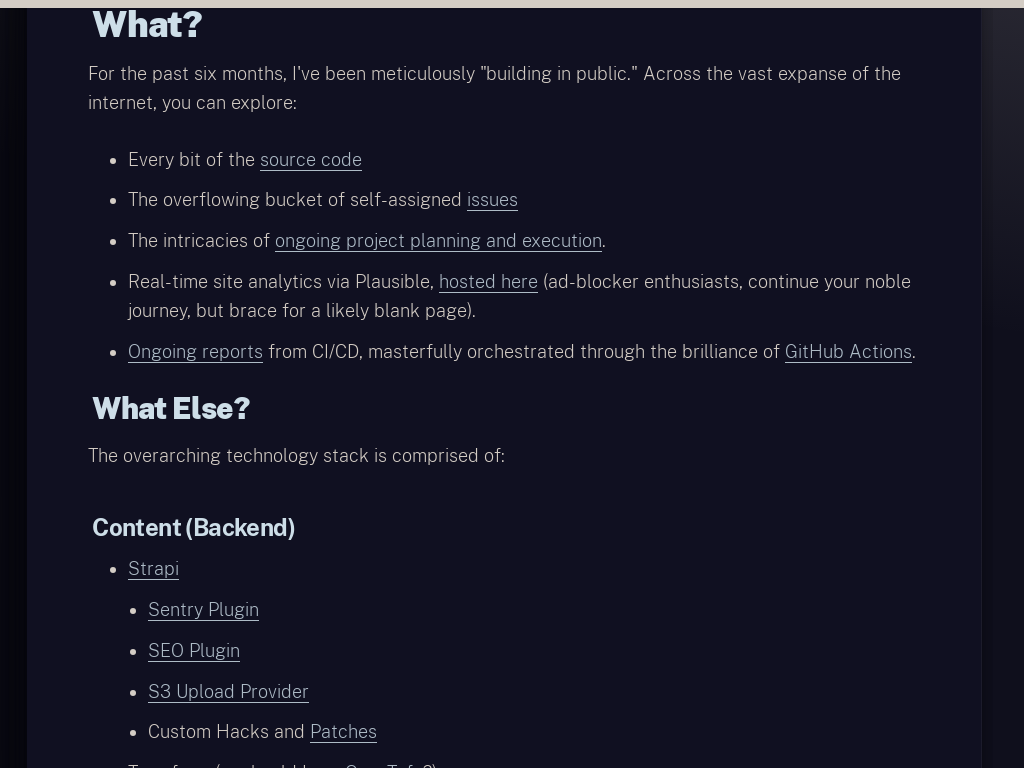 What?
For the past six months, I've been meticulously "building in public." Across the vast expanse of the
internet, you can explore:
Every bit of the source code
The overflowing bucket of self-assigned issues
The intricacies of ongoing project planning and execution.
Real-time site analytics via Plausible, hosted here (ad-blocker enthusiasts, continue your noble
journey, but brace for a likely blank page).
Ongoing reports from CI/CD, masterfully orchestrated through the brilliance of GitHub Actions.
What Else?
The overarching technology stack is comprised of:
Content (Backend)
Strapi
Sentry Plugin
SEO Plugin
S3 Upload Provider
Custom Hacks and Patches